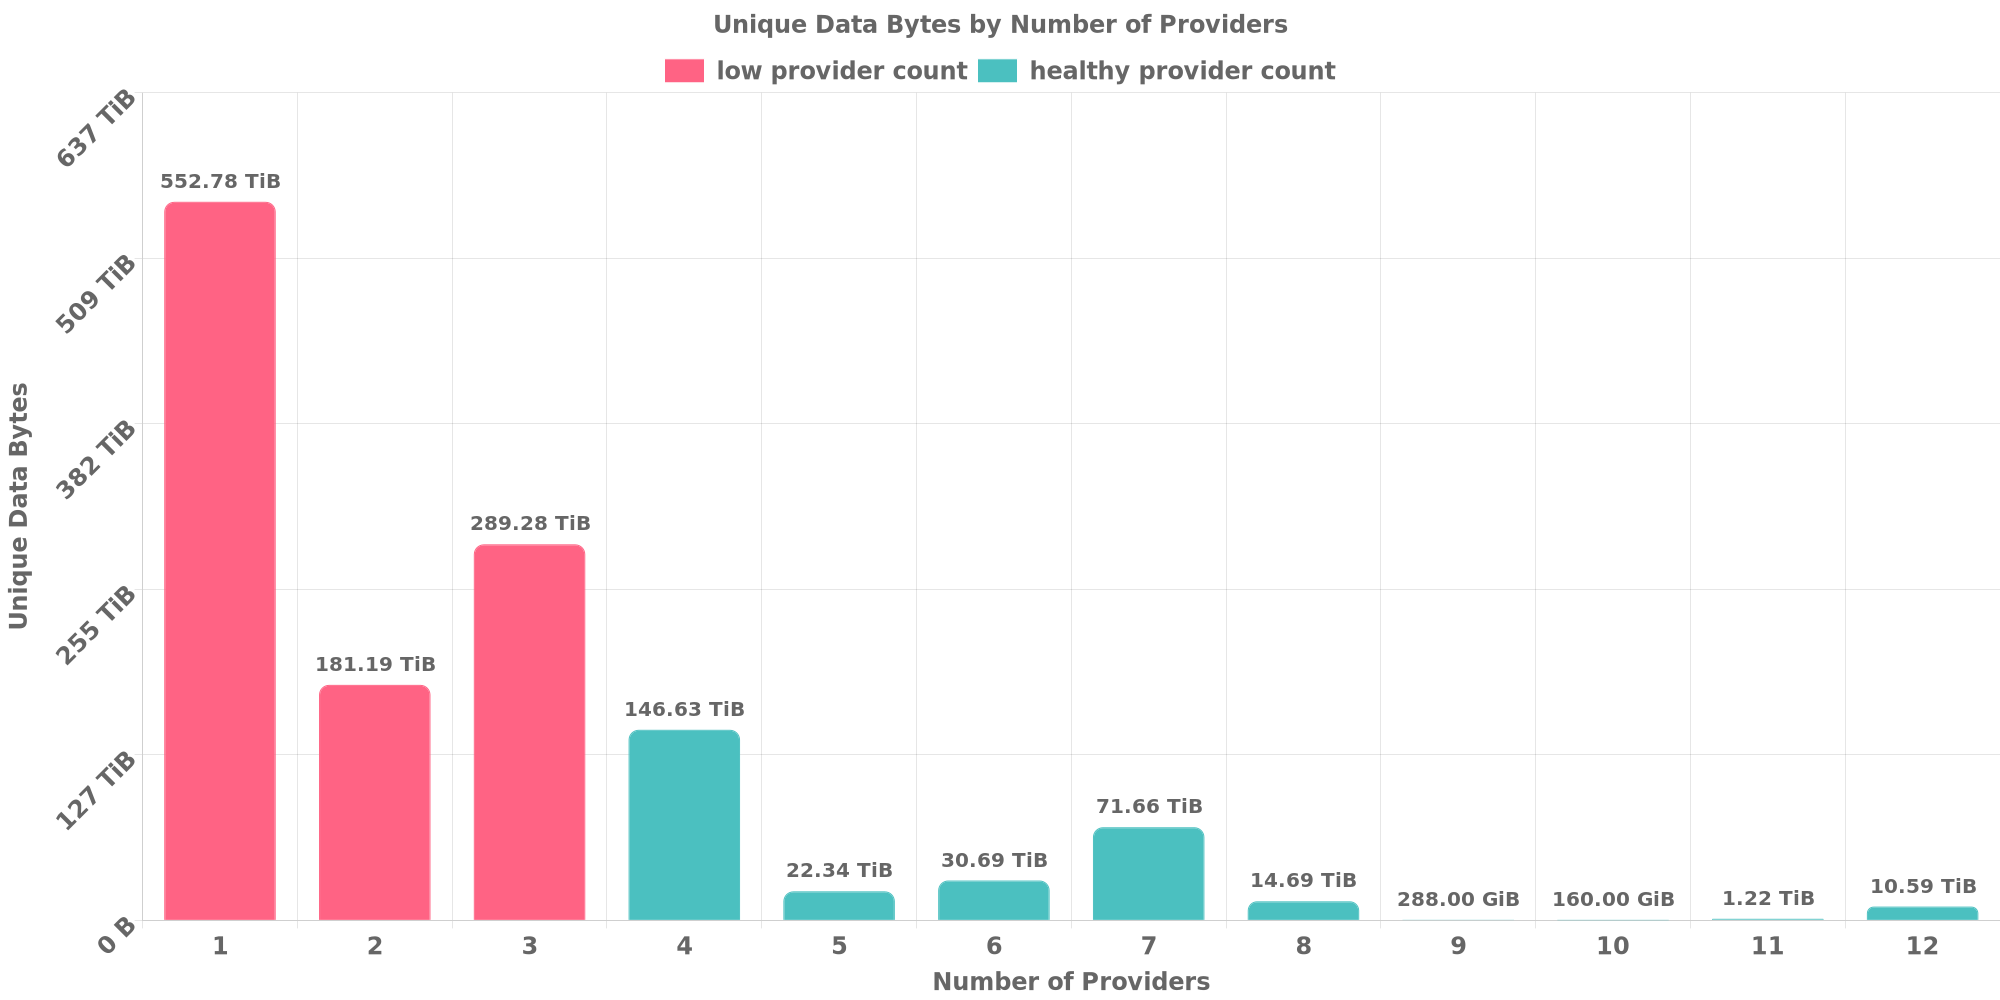 Unique Data Bytes by Number of Providers
low provider count healthy provider count
637 TiB
509 TiB
382 TiB
255 TiB
127 TiB
0 B
Unique Data Bytes
552.78 TiB
181.19 TiB
289.28 TiB
146.63 TiB
22.34 TiB
30.69 TiB
71.66 TiB
14.69 TiB
288.00 GiB
160.00 GiB
1.22 TiB
10.59 TiB
1 2 3 4 5 6 7 8 9 10 11 12
Number of Providers